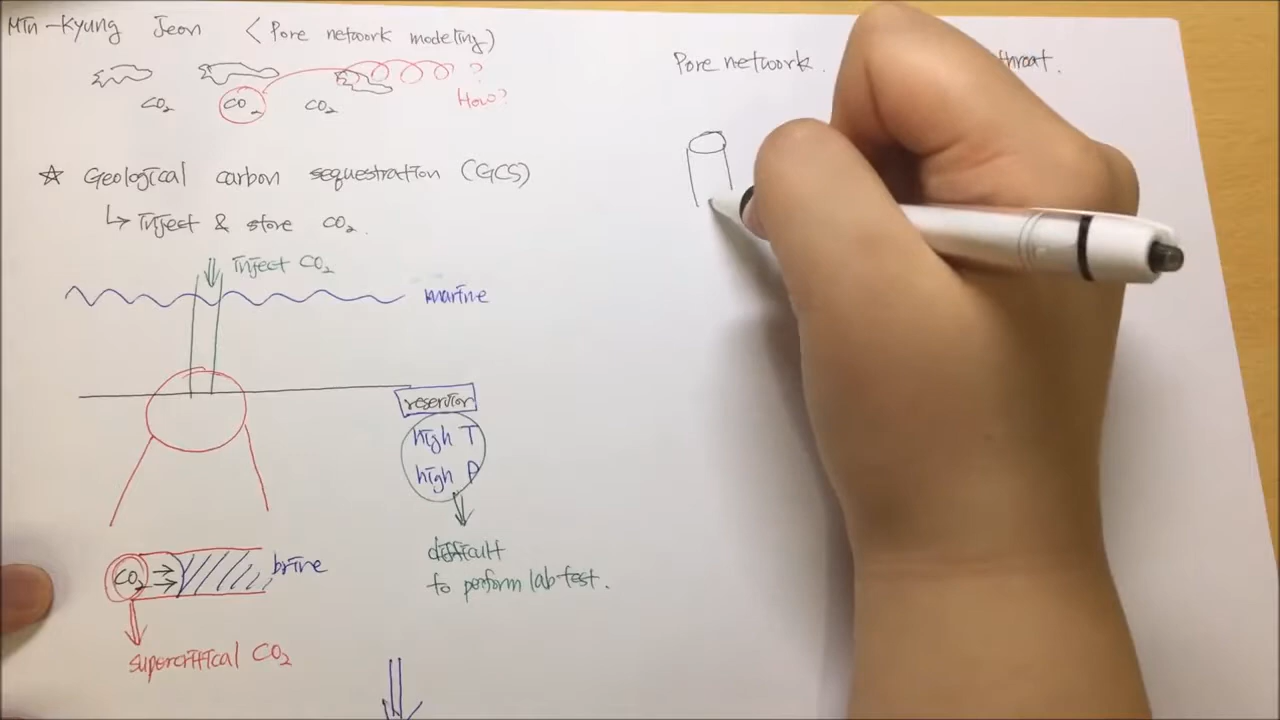 Min-Kyung Jeon (Pore network modeling)
?
CO2 CO2 CO2
How?
☆ Geological carbon sequestration (GCS)
↳ Inject & store CO2.
Inject CO2
marine
reservior
high T
high P
difficult
to perform lab test.
CO2
brine
supercritical CO2
Pore network.
throat.